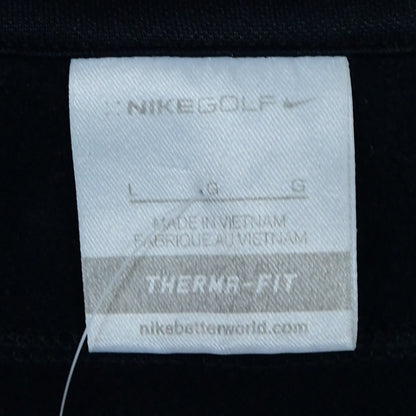 NIKEGOLF
L G G
MADE IN VIETNAM
FABRIQUE AU VIETNAM
THERMA-FIT
nikebetterworld.com